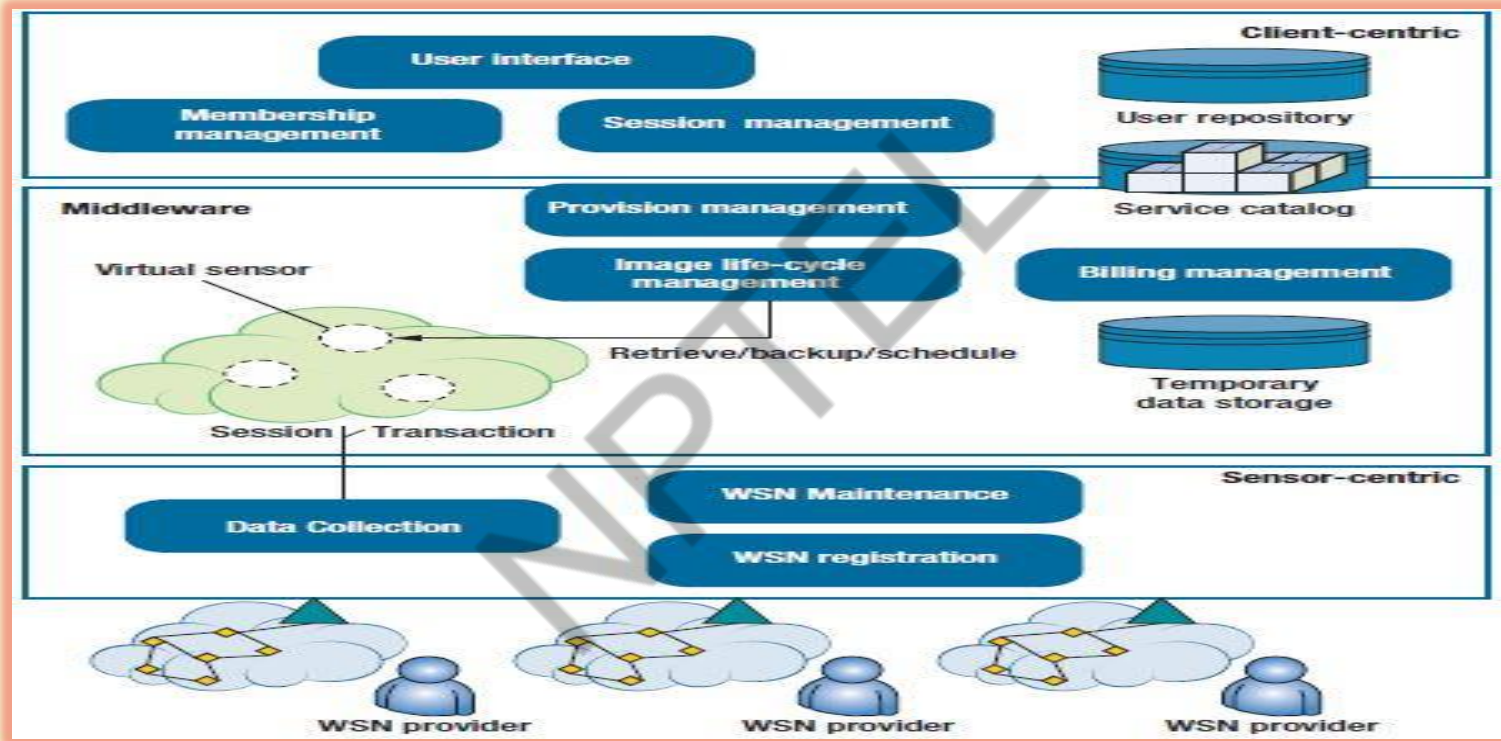 Client-centric
User interface
Membership
management
Session management
User repository
Middleware
Provision management
Service catalog
Virtual sensor
Image life-cycle
management
Billing management
Retrieve/backup/schedule
Temporary
data storage
Session
Transaction
Sensor-centric
WSN Maintenance
Data Collection
WSN registration
WSN provider
WSN provider
WSN provider
NPTEL